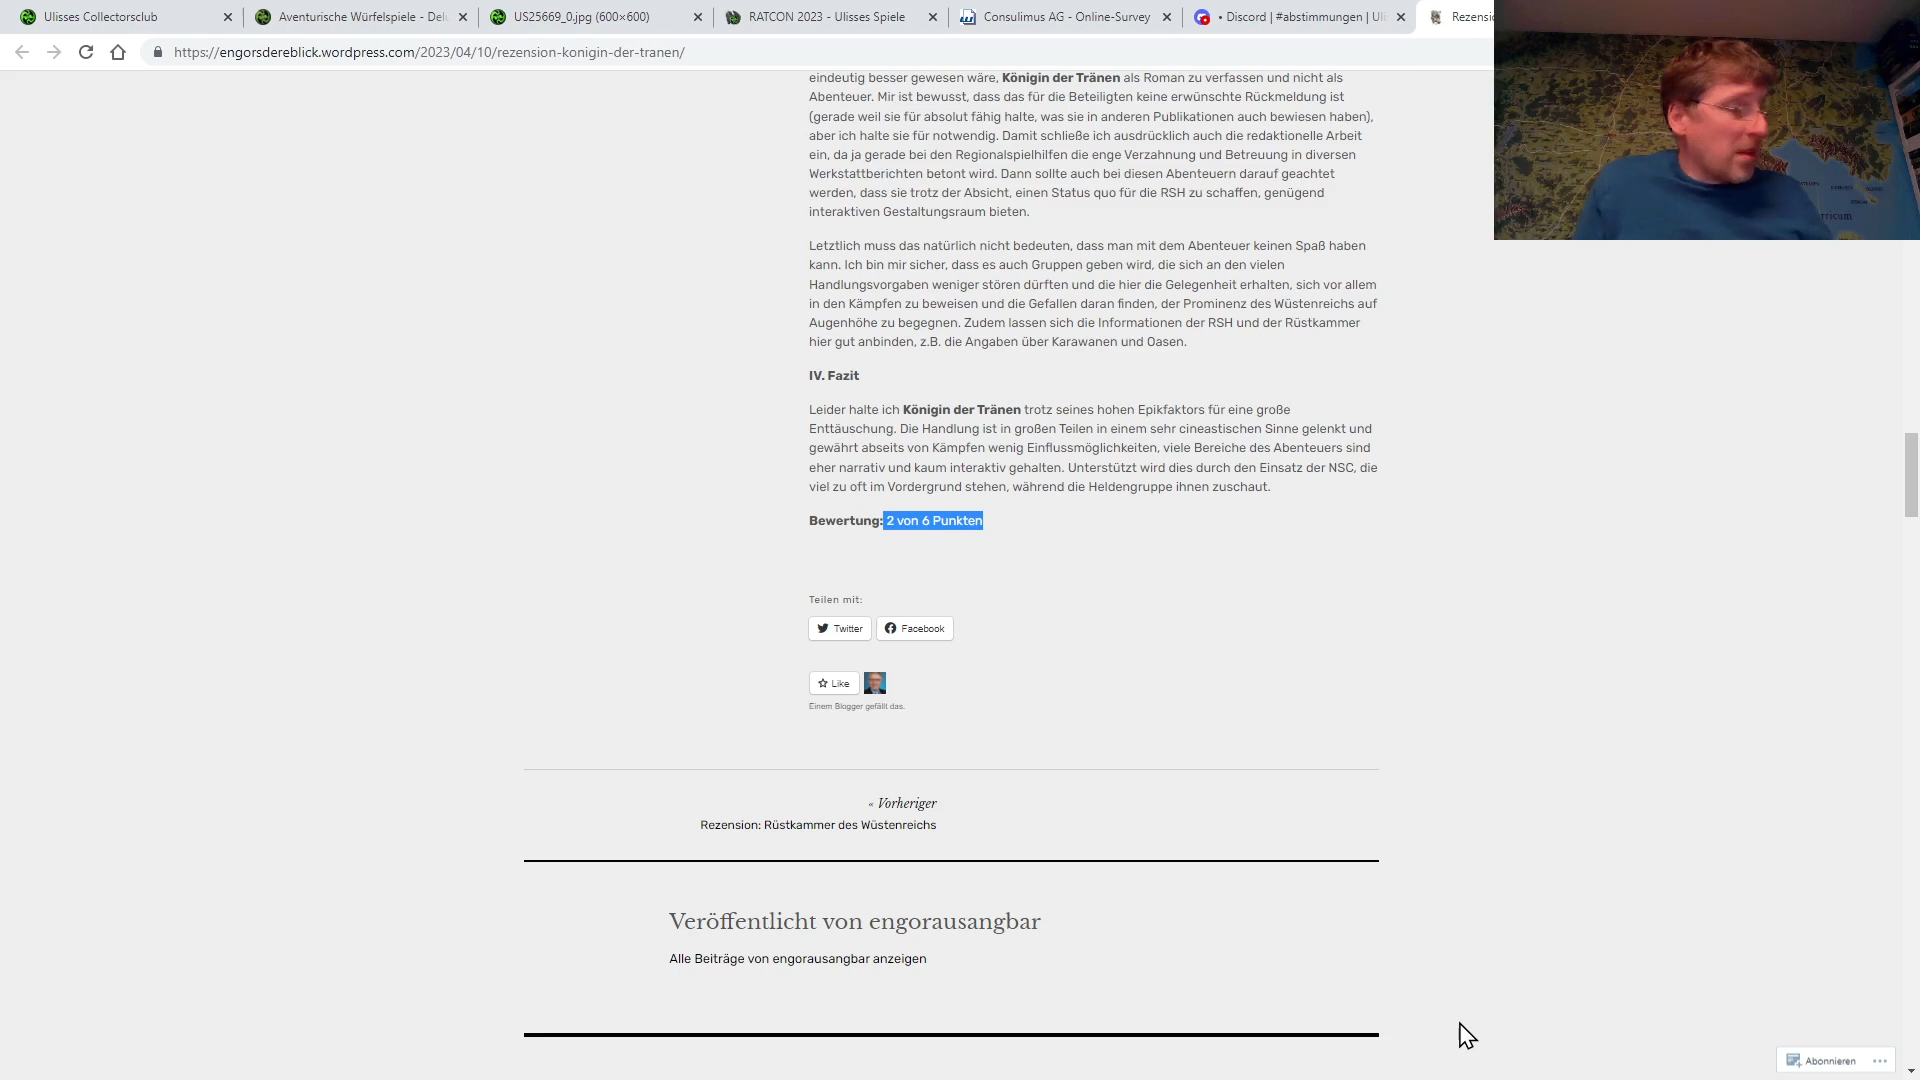 Ulisses Collectorsclub
Aventurische Würfelspiele - Del
US25669_0.jpg (600×600)
RATCON 2023 - Ulisses Spiele
Consulimus AG - Online-Survey
• Discord | #abstimmungen | Uli
Rezensi
https://engorsdereblick.wordpress.com/2023/04/10/rezension-konigin-der-tranen/
eindeutig besser gewesen wäre, Königin der Tränen als Roman zu verfassen und nicht als
Abenteuer. Mir ist bewusst, dass das für die Beteiligten keine erwünschte Rückmeldung ist
(gerade weil sie für absolut fähig halte, was sie in anderen Publikationen auch bewiesen haben),
aber ich halte sie für notwendig. Damit schließe ich ausdrücklich auch die redaktionelle Arbeit
ein, da ja gerade bei den Regionalspielhilfen die enge Verzahnung und Betreuung in diversen
Werkstattberichten betont wird. Dann sollte auch bei diesen Abenteuern darauf geachtet
werden, dass sie trotz der Absicht, einen Status quo für die RSH zu schaffen, genügend
interaktiven Gestaltungsraum bieten.
Letztlich muss das natürlich nicht bedeuten, dass man mit dem Abenteuer keinen Spaß haben
kann. Ich bin mir sicher, dass es auch Gruppen geben wird, die sich an den vielen
Handlungsvorgaben weniger stören dürften und die hier die Gelegenheit erhalten, sich vor allem
in den Kämpfen zu beweisen und die Gefallen daran finden, der Prominenz des Wüstenreichs auf
Augenhöhe zu begegnen. Zudem lassen sich die Informationen der RSH und der Rüstkammer
hier gut anbinden, z.B. die Angaben über Karawanen und Oasen.
IV. Fazit
Leider halte ich Königin der Tränen trotz seines hohen Epikfaktors für eine große
Enttäuschung. Die Handlung ist in großen Teilen in einem sehr cineastischen Sinne gelenkt und
gewährt abseits von Kämpfen wenig Einflussmöglichkeiten, viele Bereiche des Abenteuers sind
eher narrativ und kaum interaktiv gehalten. Unterstützt wird dies durch den Einsatz der NSC, die
viel zu oft im Vordergrund stehen, während die Heldengruppe ihnen zuschaut.
Bewertung: 2 von 6 Punkten
Teilen mit:
Twitter
Facebook
Like
Einem Blogger gefällt das.
« Vorheriger
Rezension: Rüstkammer des Wüstenreichs
Veröffentlicht von engorausangbar
Alle Beiträge von engorausangbar anzeigen
Abonnieren